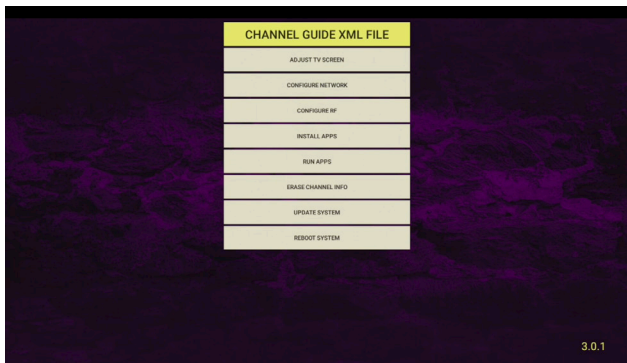 CHANNEL GUIDE XML FILE
ADJUST TV SCREEN
CONFIGURE NETWORK
CONFIGURE RF
INSTALL APPS
RUN APPS
ERASE CHANNEL INFO
UPDATE SYSTEM
REBOOT SYSTEM
3.0.1